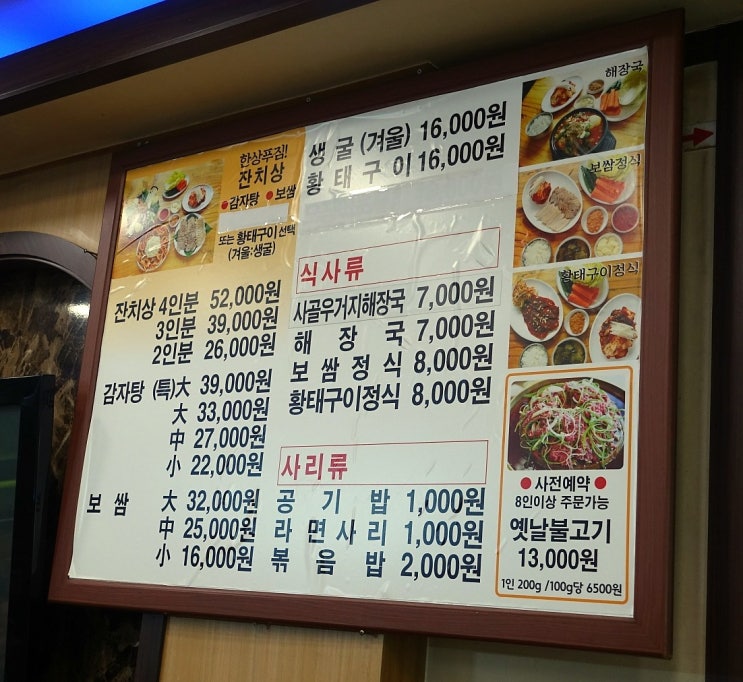 한상푸짐!
잔치상
● 감자탕 ● 보쌈
또는 황태구이 선택
(겨울:생굴)
잔치상 4인분 52,000원
3인분 39,000원
2인분 26,000원
감자탕 (특)大 39,000원
大 33,000원
中 27,000원
小 22,000원
보 쌈 大 32,000원
中 25,000원
小 16,000원
생 굴 (겨울) 16,000원
황 태 구 이 16,000원
식사류
사골우거지해장국 7,000원
해 장 국 7,000원
보 쌈 정 식 8,000원
황태구이정식 8,000원
사리류
공 기 밥 1,000원
라 면 사 리 1,000원
볶 음 밥 2,000원
해장국
보쌈정식
황태구이정식
● 사전예약 ●
8인이상 주문가능
옛날불고기
13,000원
1인 200g /100g당 6500원